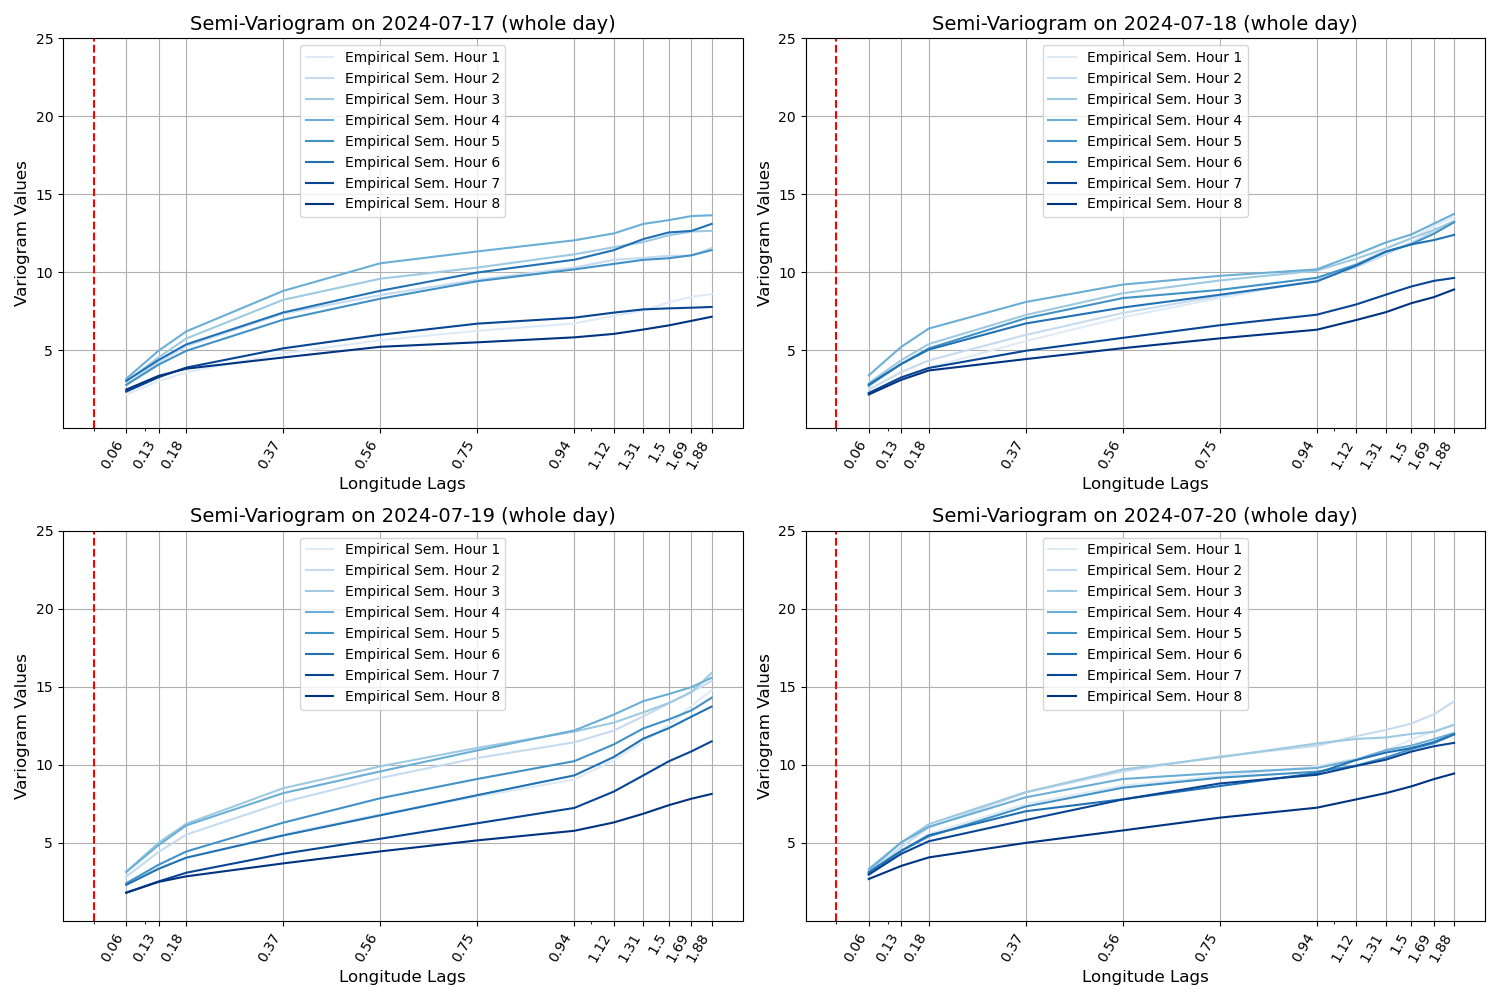 Semi-Variogram on 2024-07-17 (whole day)
25
20
15
10
5
Variogram Values
Empirical Sem. Hour 1
Empirical Sem. Hour 2
Empirical Sem. Hour 3
Empirical Sem. Hour 4
Empirical Sem. Hour 5
Empirical Sem. Hour 6
Empirical Sem. Hour 7
Empirical Sem. Hour 8
0.06 0.13 0.18 0.37 0.56 0.75 0.94 1.12 1.31 1.5 1.69 1.88
Longitude Lags
Semi-Variogram on 2024-07-18 (whole day)
25
20
15
10
5
Variogram Values
Empirical Sem. Hour 1
Empirical Sem. Hour 2
Empirical Sem. Hour 3
Empirical Sem. Hour 4
Empirical Sem. Hour 5
Empirical Sem. Hour 6
Empirical Sem. Hour 7
Empirical Sem. Hour 8
0.06 0.13 0.18 0.37 0.56 0.75 0.94 1.12 1.31 1.5 1.69 1.88
Longitude Lags
Semi-Variogram on 2024-07-19 (whole day)
25
20
15
10
5
Variogram Values
Empirical Sem. Hour 1
Empirical Sem. Hour 2
Empirical Sem. Hour 3
Empirical Sem. Hour 4
Empirical Sem. Hour 5
Empirical Sem. Hour 6
Empirical Sem. Hour 7
Empirical Sem. Hour 8
0.06 0.13 0.18 0.37 0.56 0.75 0.94 1.12 1.31 1.5 1.69 1.88
Longitude Lags
Semi-Variogram on 2024-07-20 (whole day)
25
20
15
10
5
Variogram Values
Empirical Sem. Hour 1
Empirical Sem. Hour 2
Empirical Sem. Hour 3
Empirical Sem. Hour 4
Empirical Sem. Hour 5
Empirical Sem. Hour 6
Empirical Sem. Hour 7
Empirical Sem. Hour 8
0.06 0.13 0.18 0.37 0.56 0.75 0.94 1.12 1.31 1.5 1.69 1.88
Longitude Lags